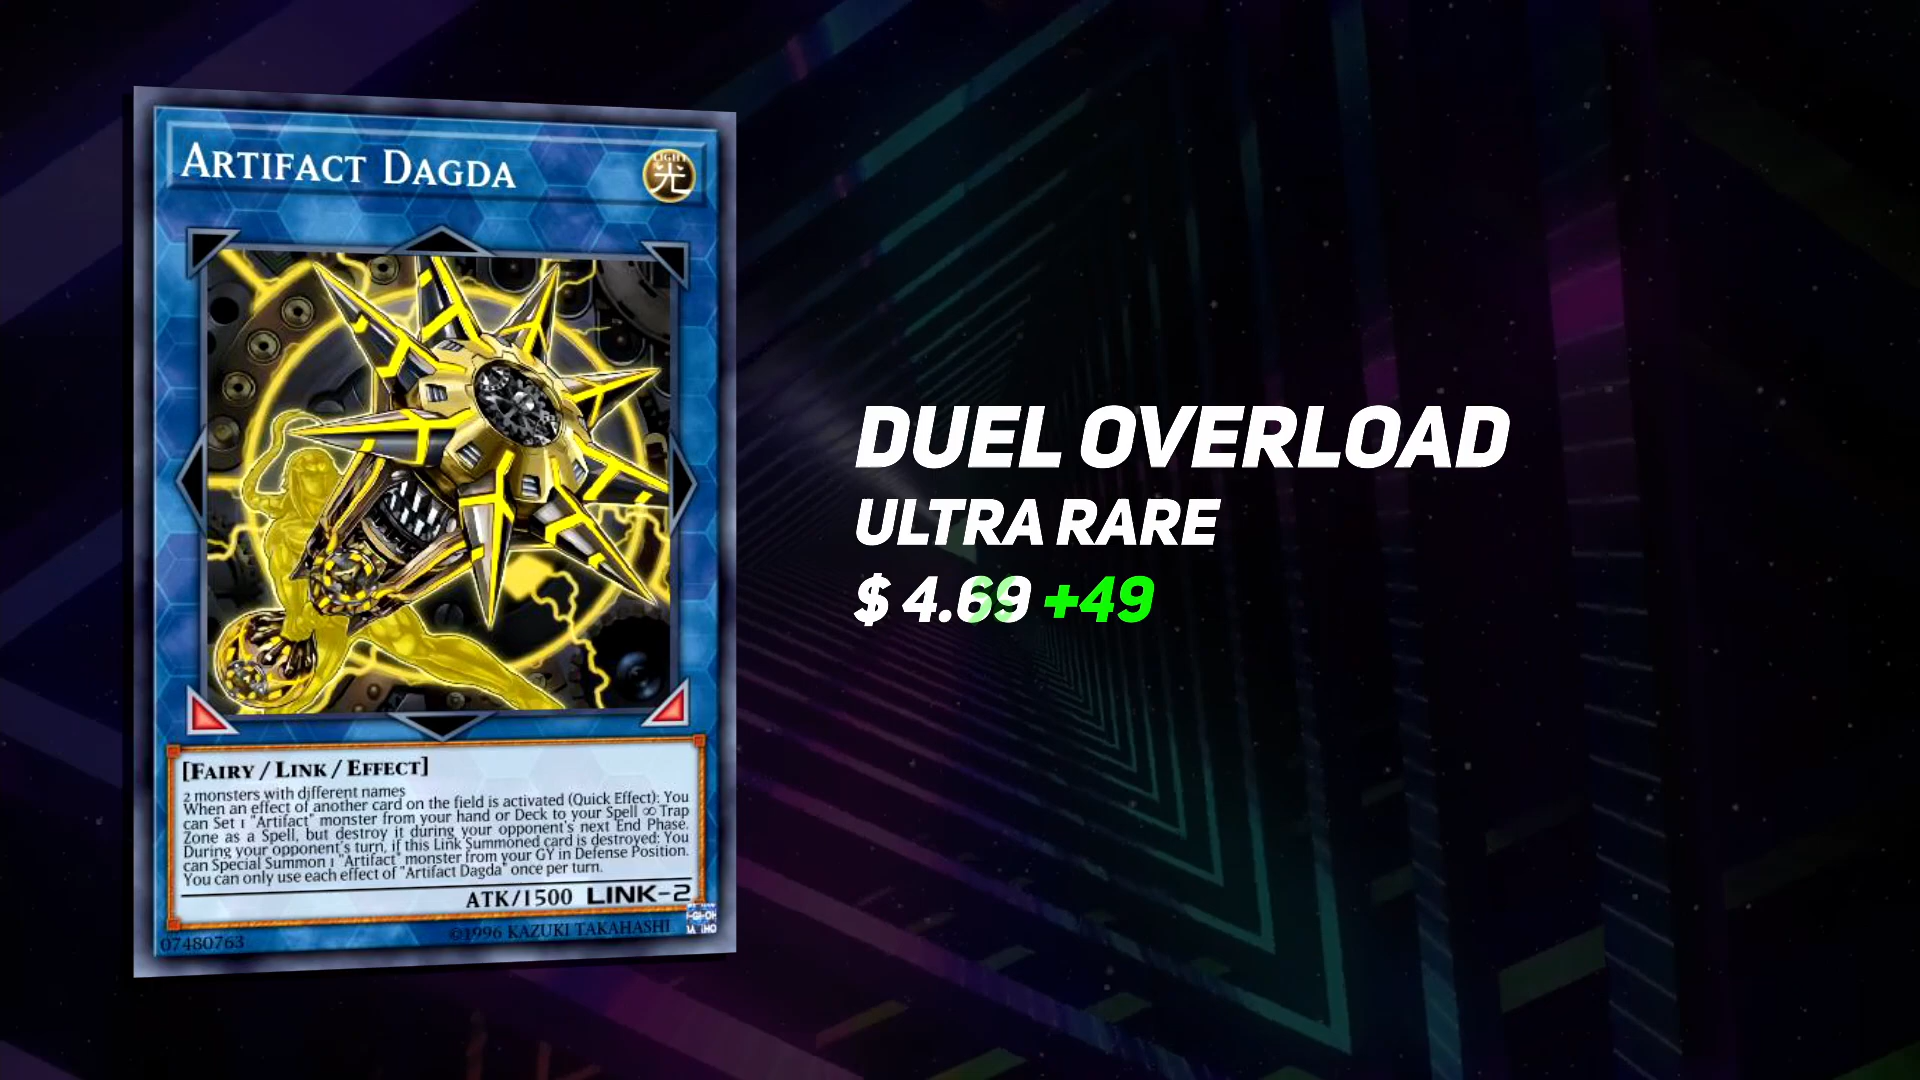 ARTIFACT DAGDA
LIGHT
光
DUEL OVERLOAD
ULTRA RARE
$ 4.69 +49
[FAIRY / LINK / EFFECT]
2 monsters with different names
When an effect of another card on the field is activated (Quick Effect): You
can Set 1 "Artifact" monster from your hand or Deck to your Spell ∞ Trap
Zone as a Spell, but destroy it during your opponent's next End Phase.
During your opponent's turn, if this Link Summoned card is destroyed: You
can Special Summon 1 "Artifact" monster from your GY in Defense Position.
You can only use each effect of "Artifact Dagda" once per turn.
ATK/1500 LINK-2
07480763
©1996 KAZUKI TAKAHASHI